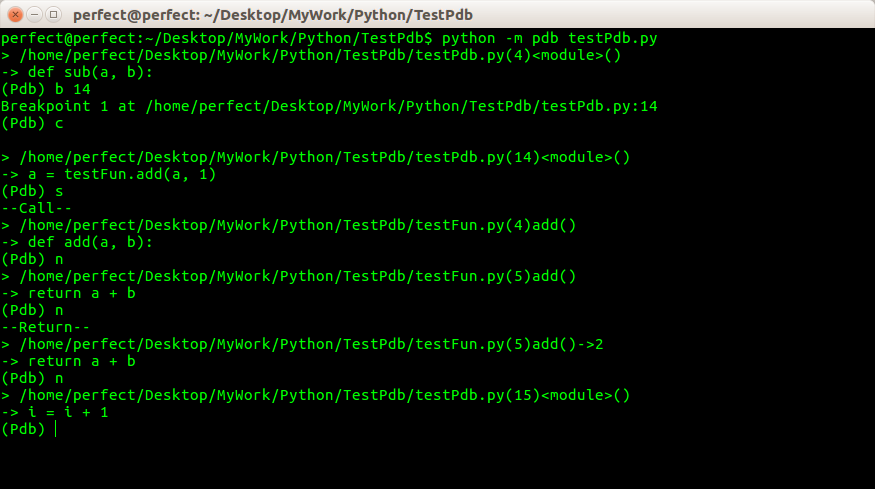 perfect@perfect: ~/Desktop/MyWork/Python/TestPdb
perfect@perfect:~/Desktop/MyWork/Python/TestPdb$ python -m pdb testPdb.py
> /home/perfect/Desktop/MyWork/Python/TestPdb/testPdb.py(4)<module>()
-> def sub(a, b):
(Pdb) b 14
Breakpoint 1 at /home/perfect/Desktop/MyWork/Python/TestPdb/testPdb.py:14
(Pdb) c
> /home/perfect/Desktop/MyWork/Python/TestPdb/testPdb.py(14)<module>()
-> a = testFun.add(a, 1)
(Pdb) s
--Call--
> /home/perfect/Desktop/MyWork/Python/TestPdb/testFun.py(4)add()
-> def add(a, b):
(Pdb) n
> /home/perfect/Desktop/MyWork/Python/TestPdb/testFun.py(5)add()
-> return a + b
(Pdb) n
--Return--
> /home/perfect/Desktop/MyWork/Python/TestPdb/testFun.py(5)add()->2
-> return a + b
(Pdb) n
> /home/perfect/Desktop/MyWork/Python/TestPdb/testPdb.py(15)<module>()
-> i = i + 1
(Pdb)